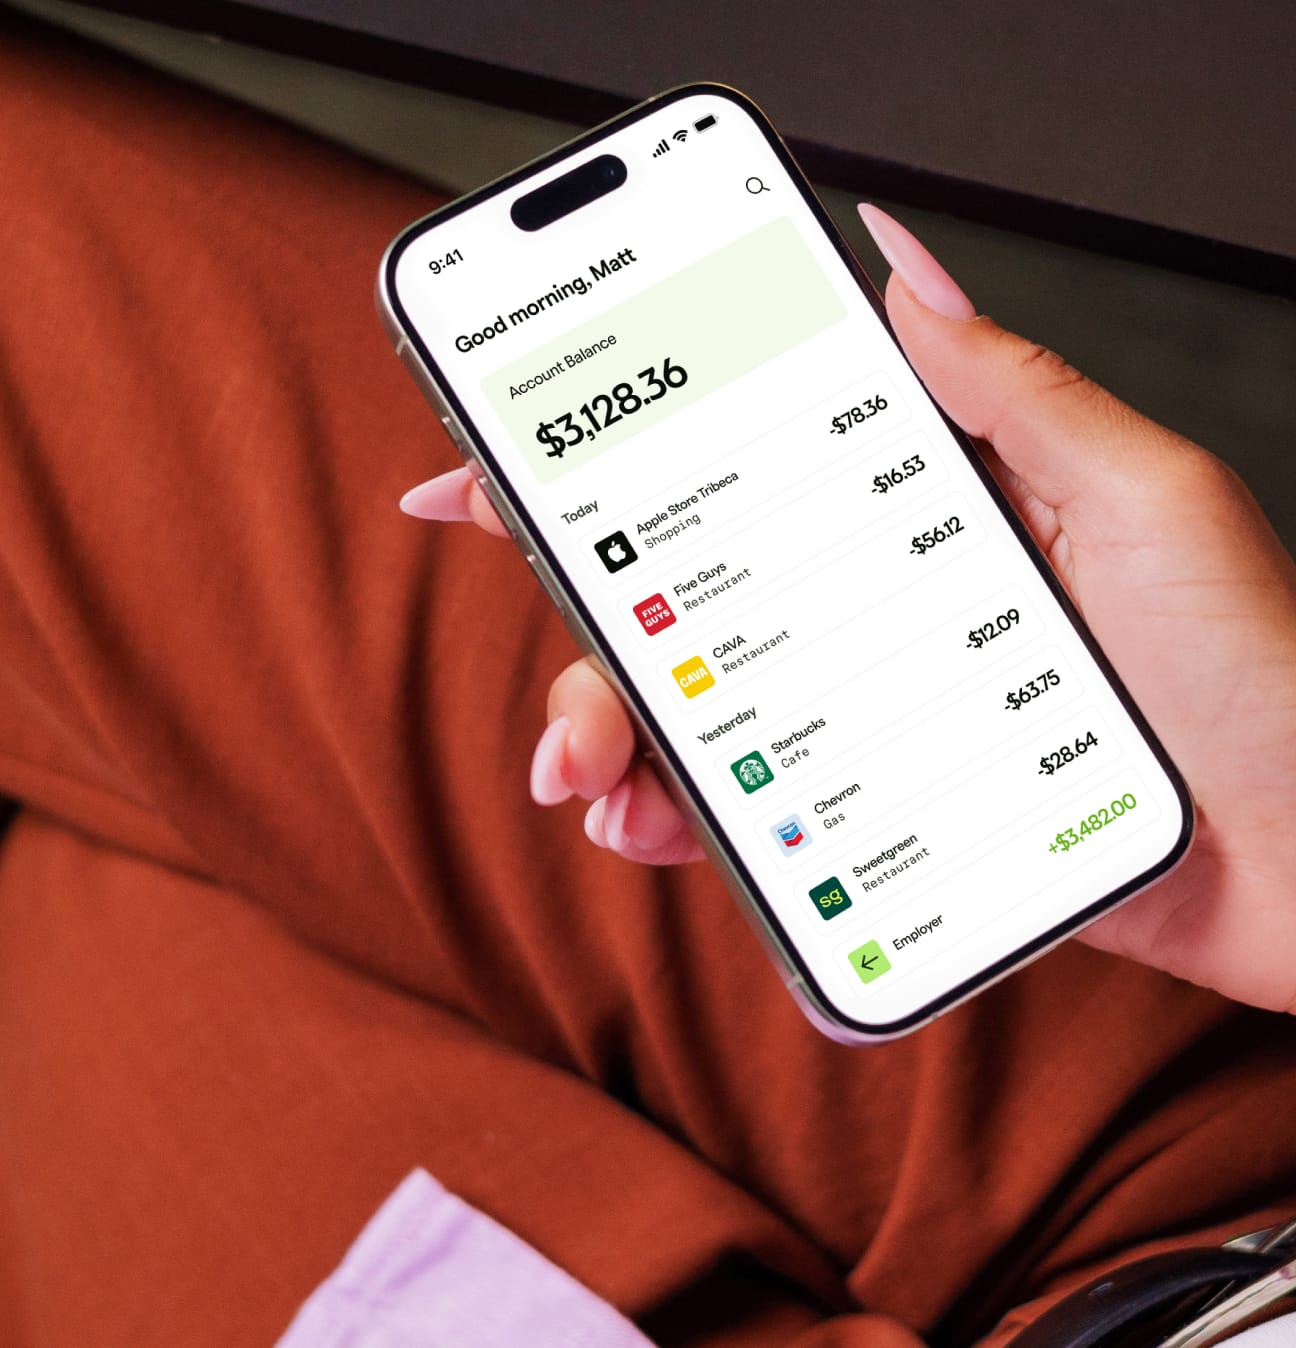 9:41
Good morning, Matt
Account Balance
$3,128.36
Today
Apple Store Tribeca -$78.36
Shopping
FIVE
GUYS
Five Guys -$16.53
Restaurant
CAVA
CAVA -$56.12
Restaurant
Yesterday
Starbucks -$12.09
Cafe
Chevron
Chevron -$63.75
Gas
sg
Sweetgreen -$28.64
Restaurant
Employer +$3,482.00